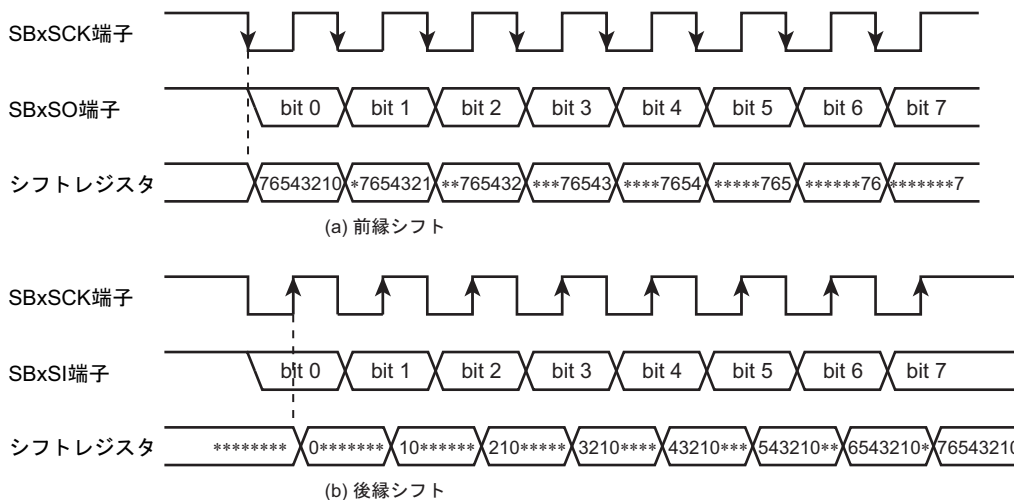 SBxSCK端子
SBxSO端子 bit 0 bit 1 bit 2 bit 3 bit 4 bit 5 bit 6 bit 7
シフトレジスタ 76543210 *7654321 **765432 ***76543 ****7654 *****765 ******76 *******7
(a) 前縁シフト
SBxSCK端子
SBxSI端子 bit 0 bit 1 bit 2 bit 3 bit 4 bit 5 bit 6 bit 7
シフトレジスタ ******** 0******* 10****** 210***** 3210**** 43210*** 543210** 6543210* 76543210
(b) 後縁シフト